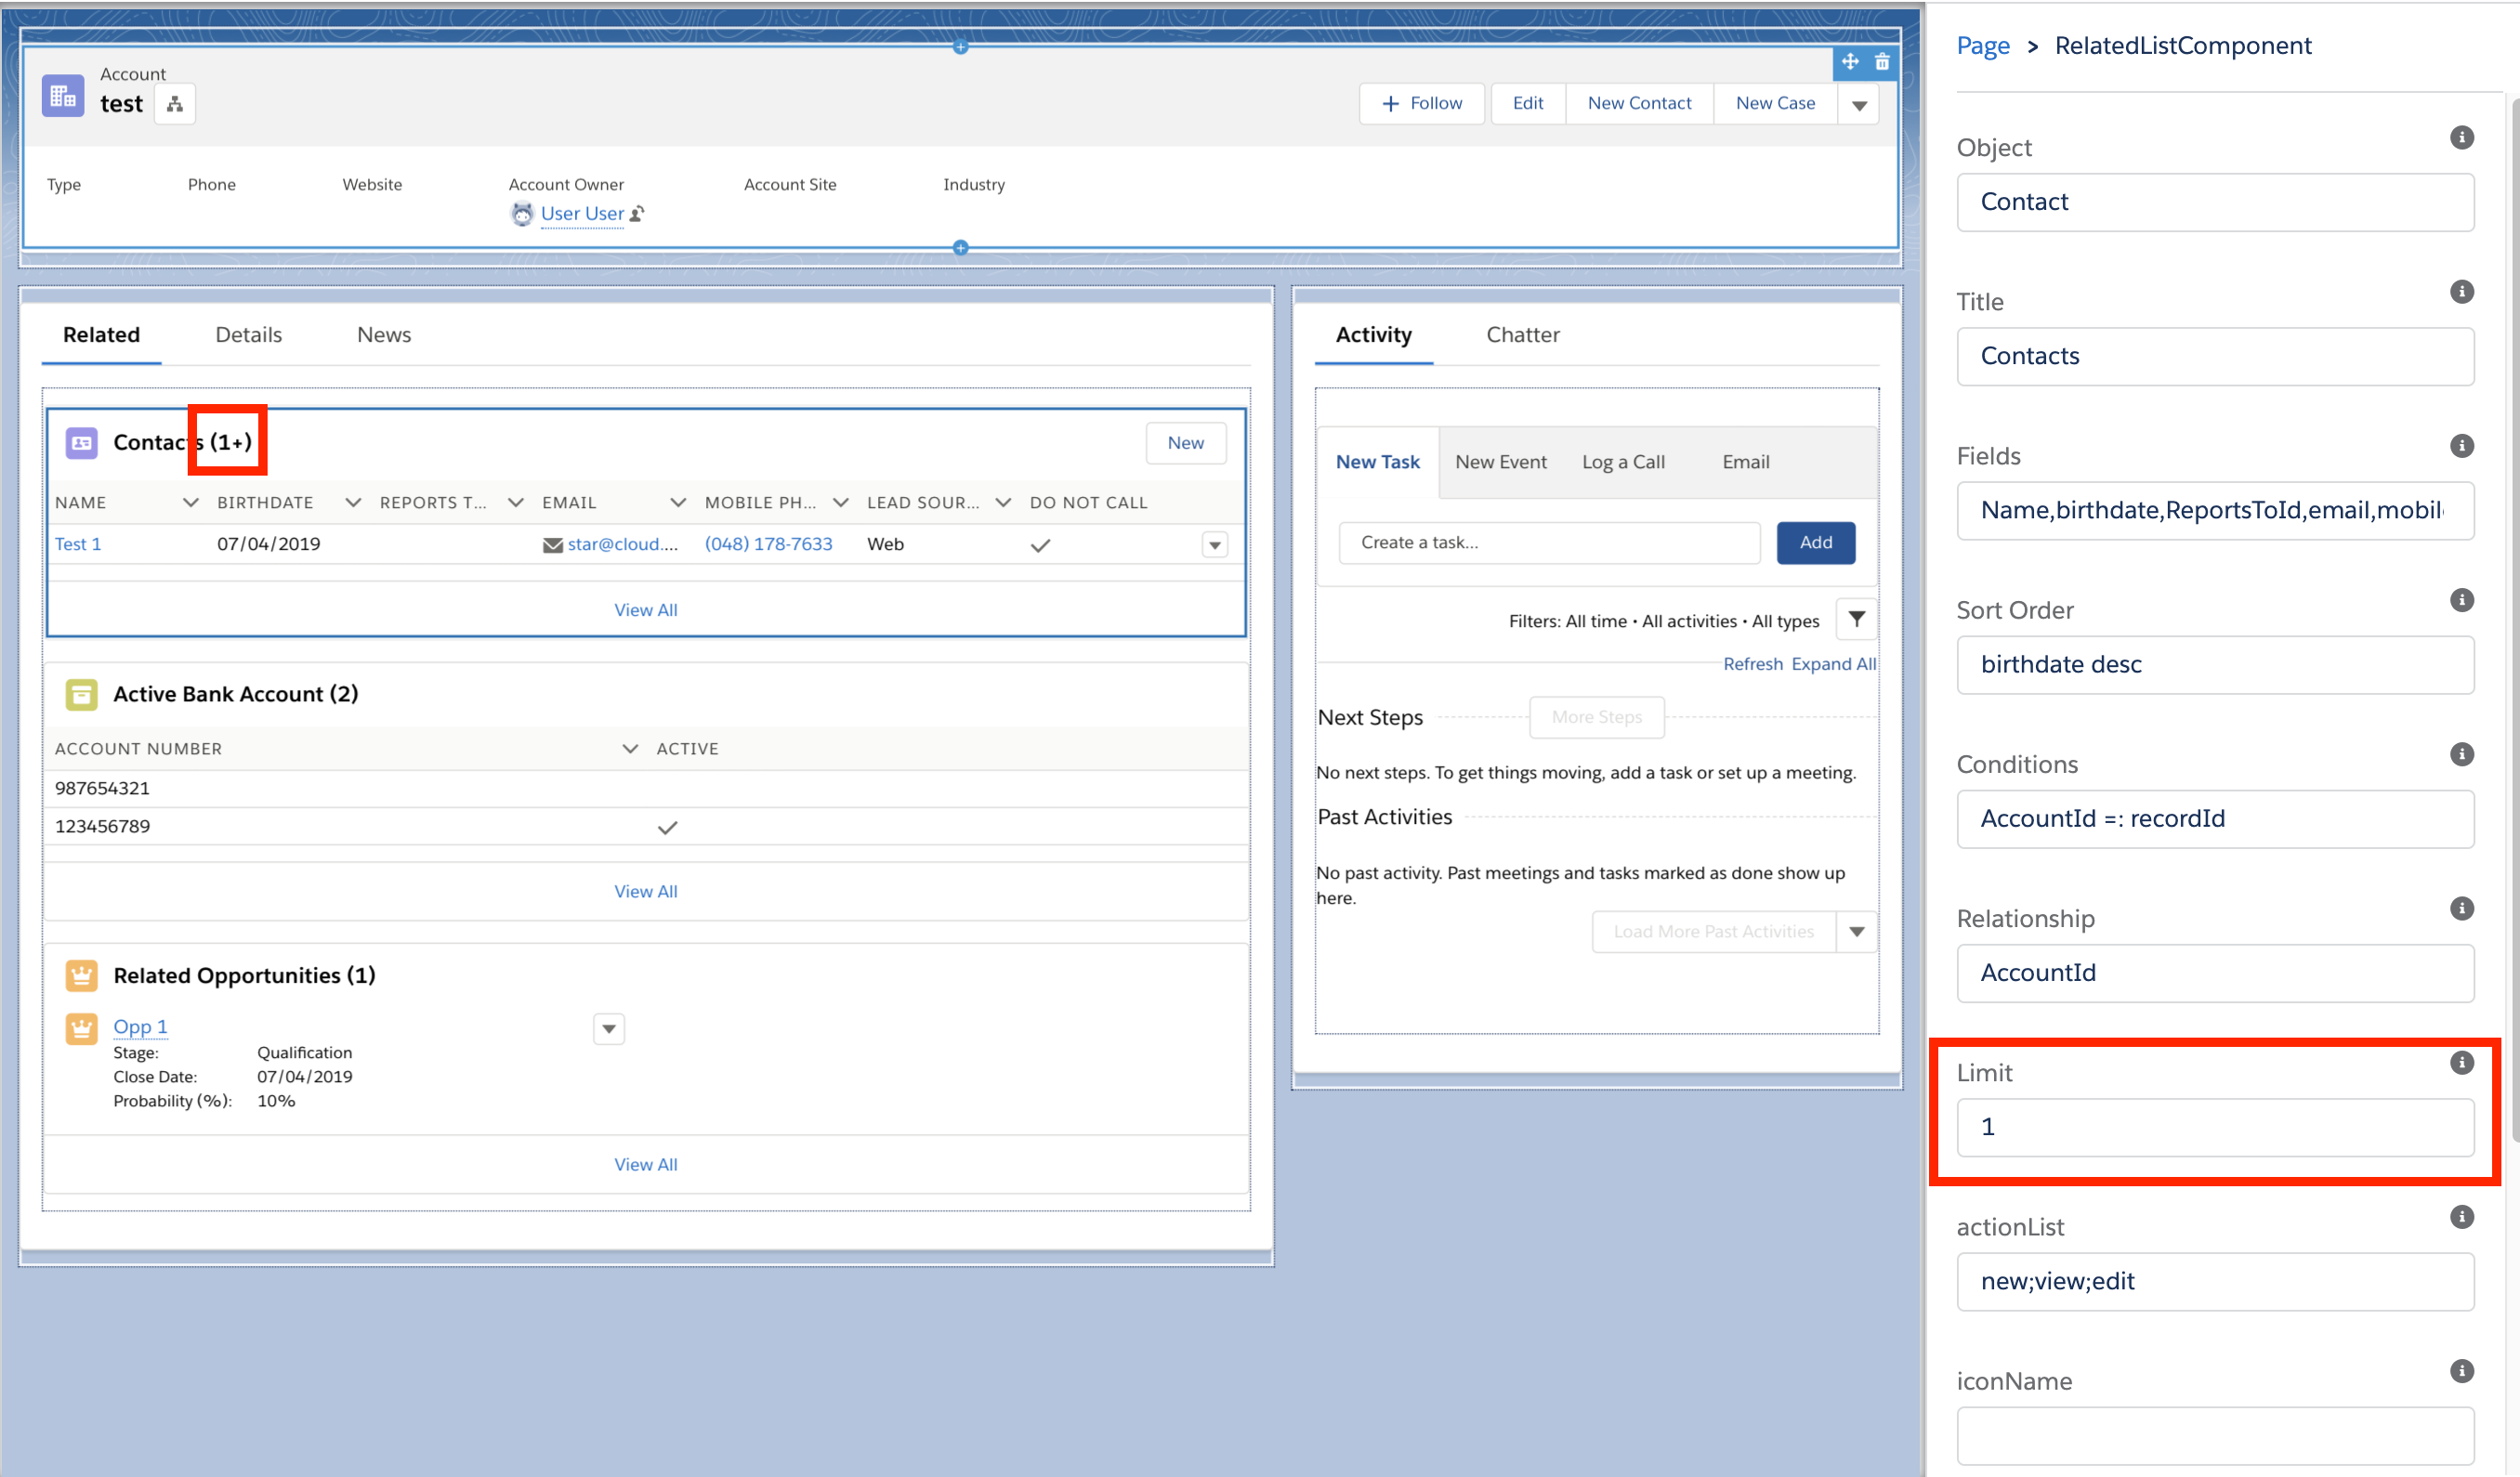 Account
test
Follow
Edit
New Contact
New Case
Type
Phone
Website
Account Owner
Account Site
Industry
User User
Related
Details
News
Contacts (1+)
New
NAME
BIRTHDATE
REPORTS T...
EMAIL
MOBILE PH...
LEAD SOUR...
DO NOT CALL
Test 1
07/04/2019
star@cloud....
(048) 178-7633
Web
View All
Active Bank Account (2)
ACCOUNT NUMBER
ACTIVE
987654321
123456789
View All
Related Opportunities (1)
Opp 1
Stage: Qualification
Close Date: 07/04/2019
Probability (%): 10%
View All
Activity
Chatter
New Task
New Event
Log a Call
Email
Create a task...
Add
Filters: All time • All activities • All types
Refresh Expand All
Next Steps
More Steps
No next steps. To get things moving, add a task or set up a meeting.
Past Activities
No past activity. Past meetings and tasks marked as done show up
here.
Load More Past Activities
Page > RelatedListComponent
Object
Contact
Title
Contacts
Fields
Name,birthdate,ReportsToId,email,mobil
Sort Order
birthdate desc
Conditions
AccountId =: recordId
Relationship
AccountId
Limit
1
actionList
new;view;edit
iconName